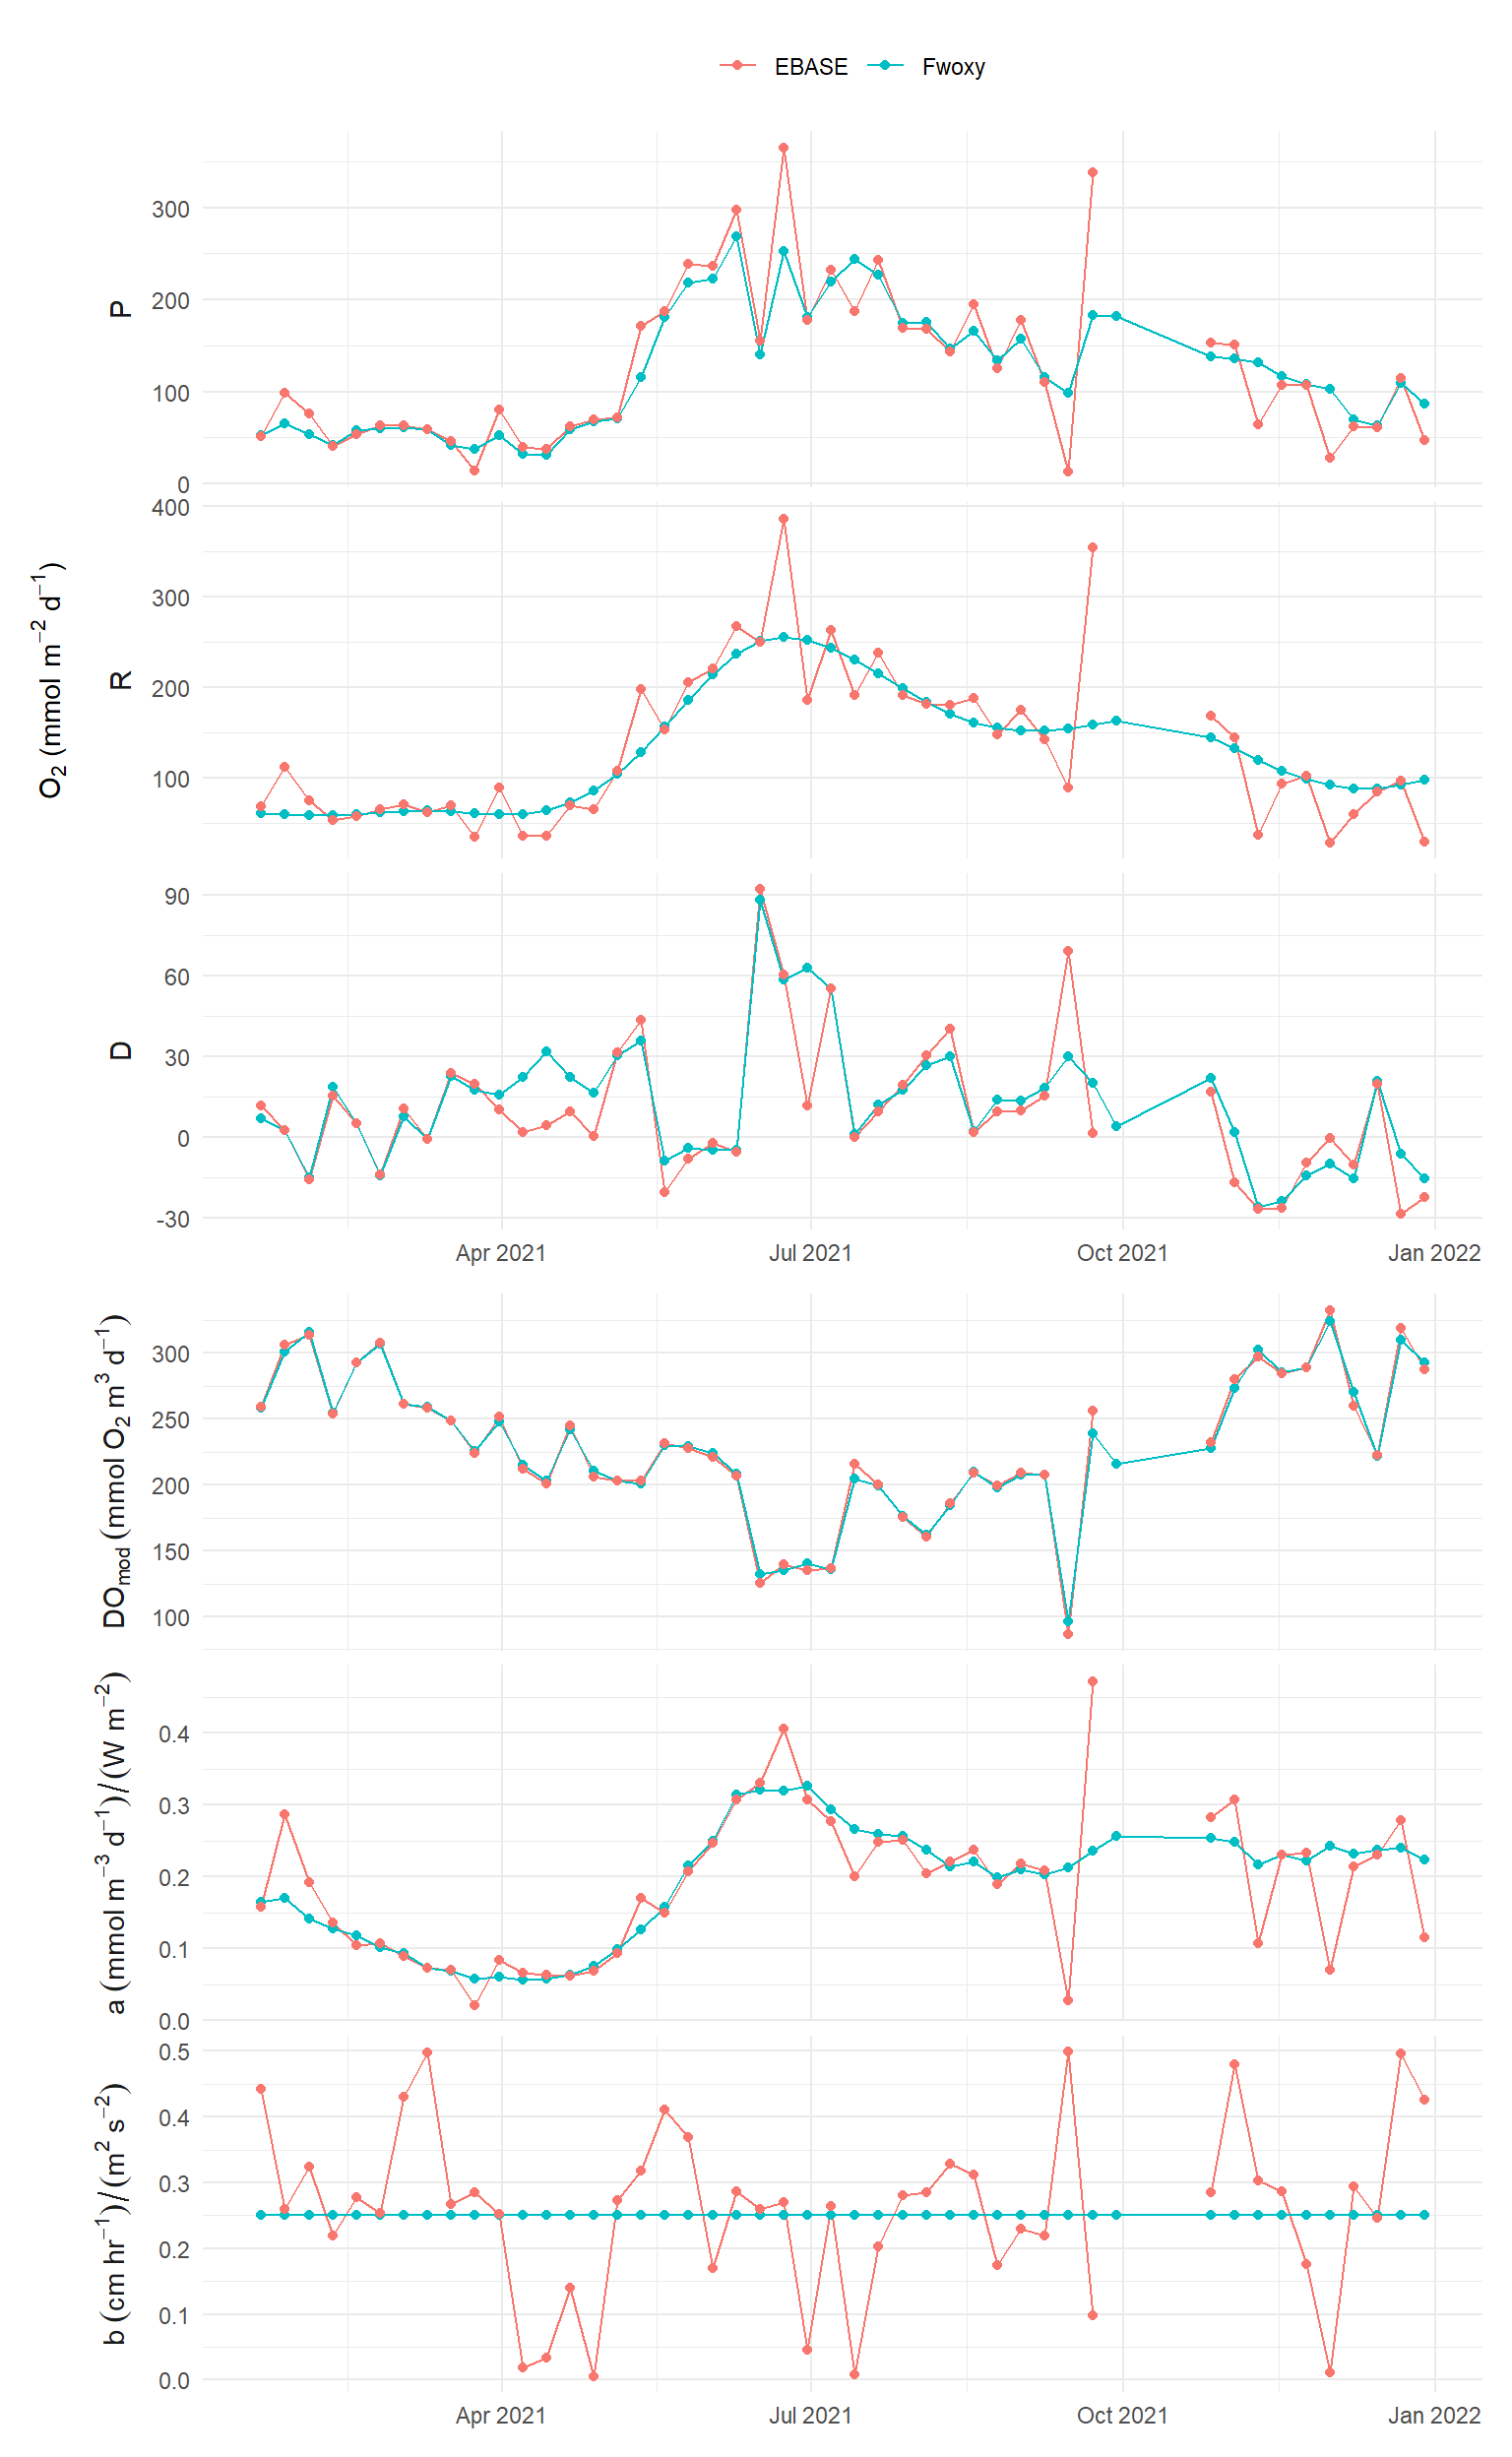 EBASE Fwoxy
O₂ (mmol m⁻² d⁻¹)
P
300
200
100
0
R
400
300
200
100
D
90
60
30
0
-30
Apr 2021 Jul 2021 Oct 2021 Jan 2022
DOmod (mmol O₂ m³ d⁻¹)
300
250
200
150
100
a (mmol m⁻³ d⁻¹)/(W m⁻²)
0.4
0.3
0.2
0.1
0.0
b (cm hr⁻¹)/(m² s⁻²)
0.5
0.4
0.3
0.2
0.1
0.0
Apr 2021 Jul 2021 Oct 2021 Jan 2022